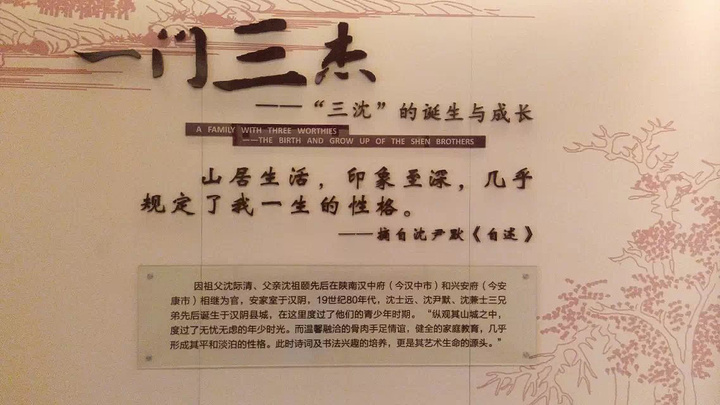 一门三杰
——“三沈”的诞生与成长
A FAMILY WITH THREE WORTHIES
——THE BIRTH AND GROW UP OF THE SHEN BROTHERS
山居生活，印象至深，几乎
规定了我一生的性格。
——摘自沈尹默《自述》
因祖父沈际清、父亲沈祖颐先后在陕南汉中府（今汉中市）和兴安府（今安
康市）相继为官，安家室于汉阴，19世纪80年代，沈士远、沈尹默、沈兼士三兄
弟先后诞生于汉阴县城，在这里度过了他们的青少年时期。“纵观其山城之中，
度过了无忧无虑的年少时光。而温馨融洽的骨肉手足情谊，健全的家庭教育，几乎
形成其平和淡泊的性格。此时诗词及书法兴趣的培养，更是其艺术生命的源头。”